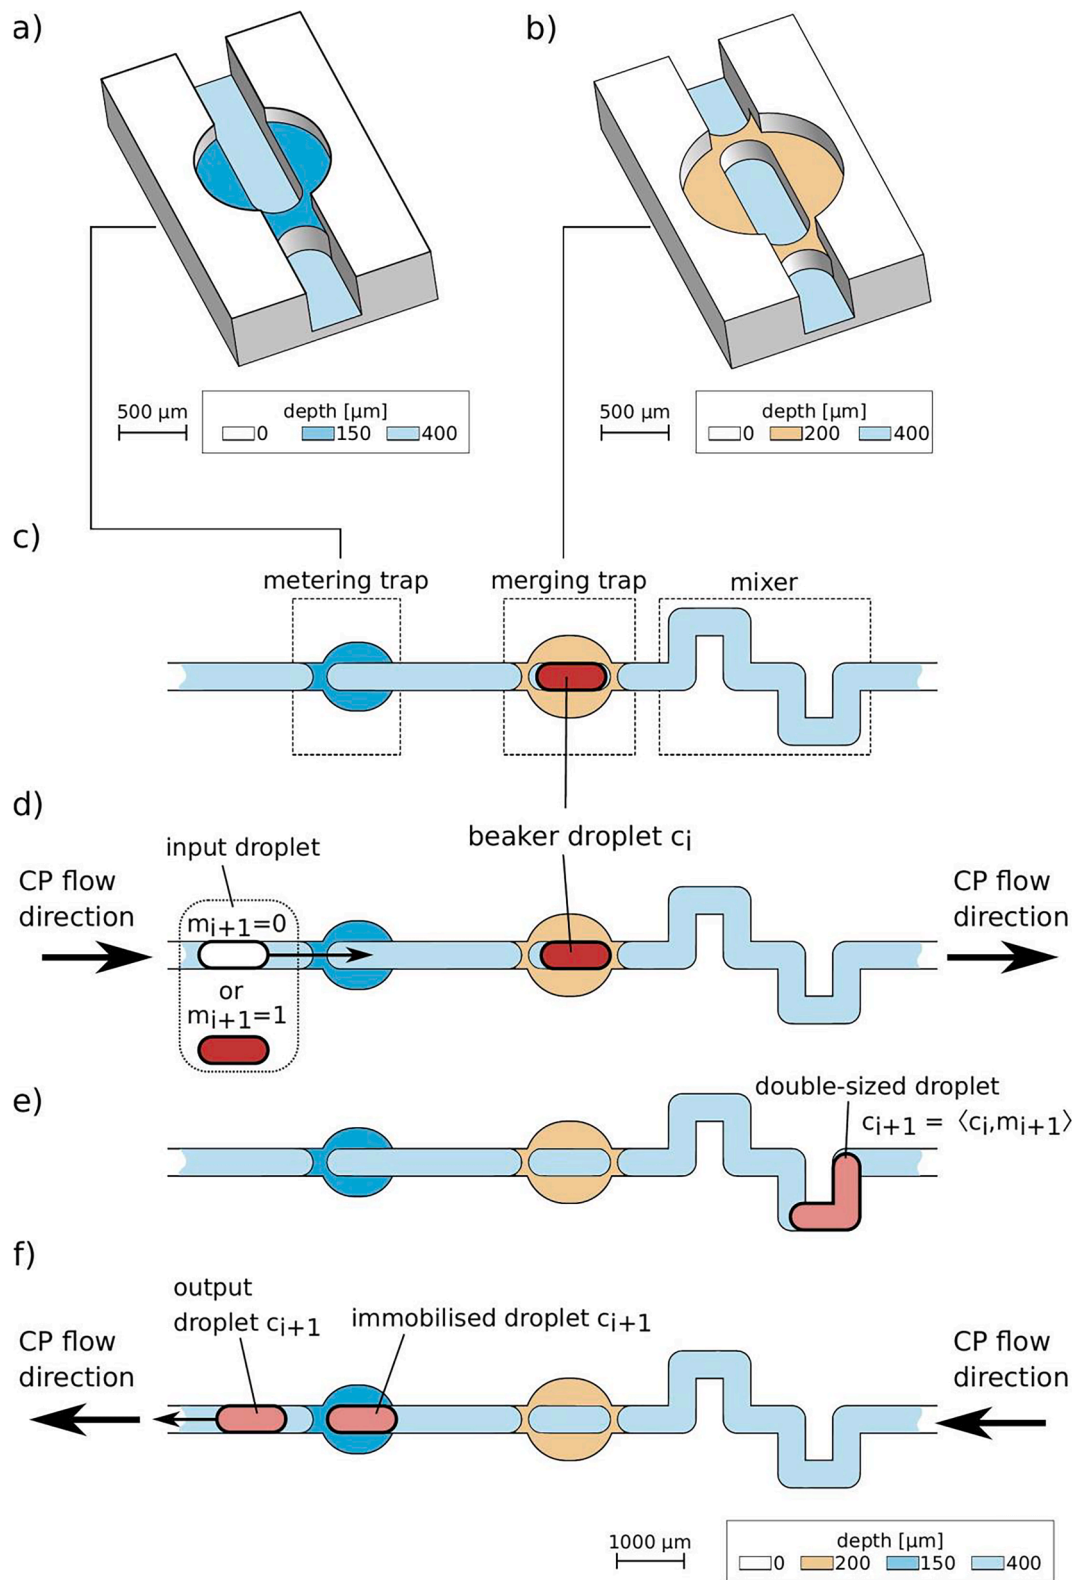 a)
b)
500 µm
depth [µm]
0 150 400
500 µm
depth [µm]
0 200 400
c)
metering trap
merging trap
mixer
d)
beaker droplet ci
input droplet
CP flow
direction
mi+1=0
or
mi+1=1
CP flow
direction
e)
double-sized droplet
ci+1 = ⟨ci,mi+1⟩
f)
output
droplet ci+1
immobilised droplet ci+1
CP flow
direction
CP flow
direction
1000 µm
depth [µm]
0 200 150 400